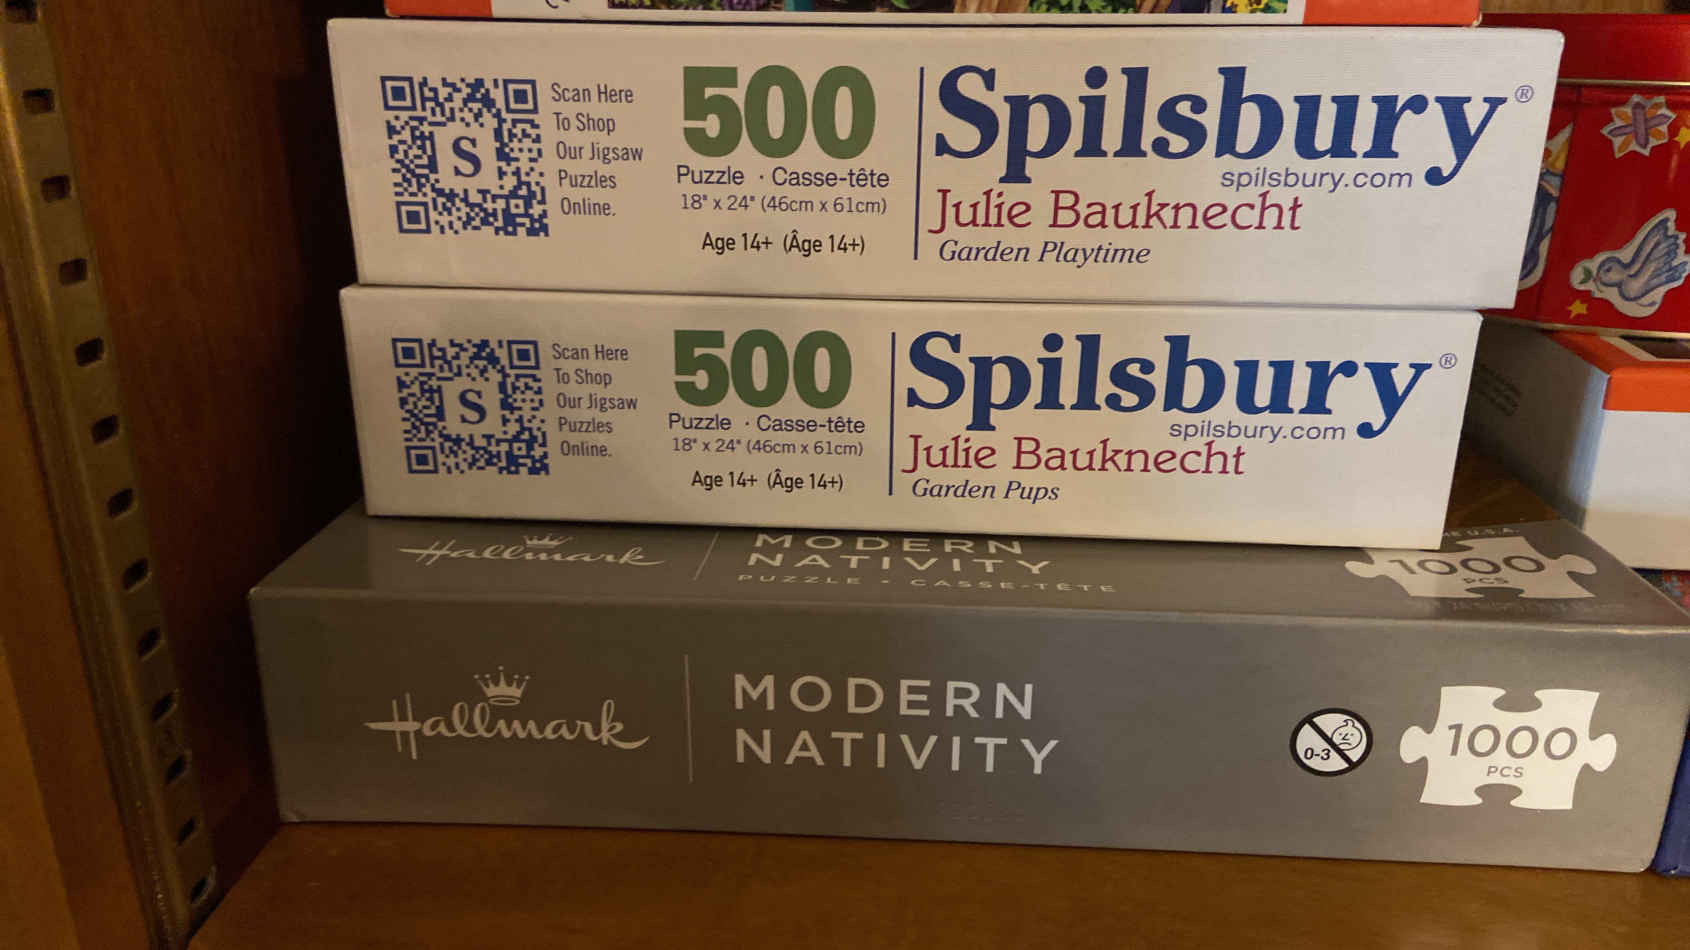 Scan Here
To Shop
Our Jigsaw
Puzzles
Online.
S
500
Puzzle · Casse-tête
18" x 24" (46cm x 61cm)
Age 14+ (Âge 14+)
Spilsbury®
spilsbury.com
Julie Bauknecht
Garden Playtime
Scan Here
To Shop
Our Jigsaw
Puzzles
Online.
S
500
Puzzle · Casse-tête
18" x 24" (46cm x 61cm)
Age 14+ (Âge 14+)
Spilsbury®
spilsbury.com
Julie Bauknecht
Garden Pups
Hallmark
MODERN
NATIVITY
PUZZLE • CASSE-TÊTE
U.S.A.
1000
PCS
Hallmark
MODERN
NATIVITY
0-3
1000
PCS